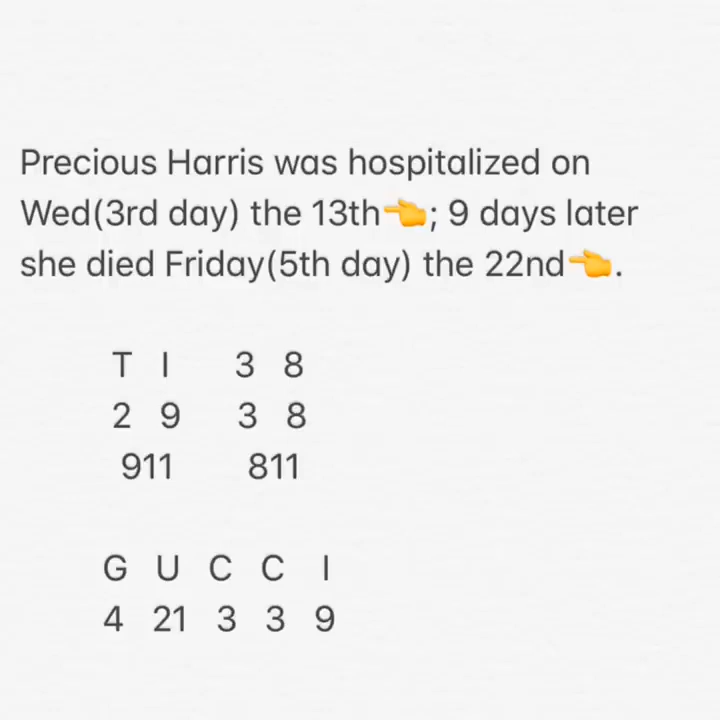 Precious Harris was hospitalized on
Wed(3rd day) the 13th👈; 9 days later
she died Friday(5th day) the 22nd👈.
T I 3 8
2 9 3 8
911 811
G U C C I
4 21 3 3 9